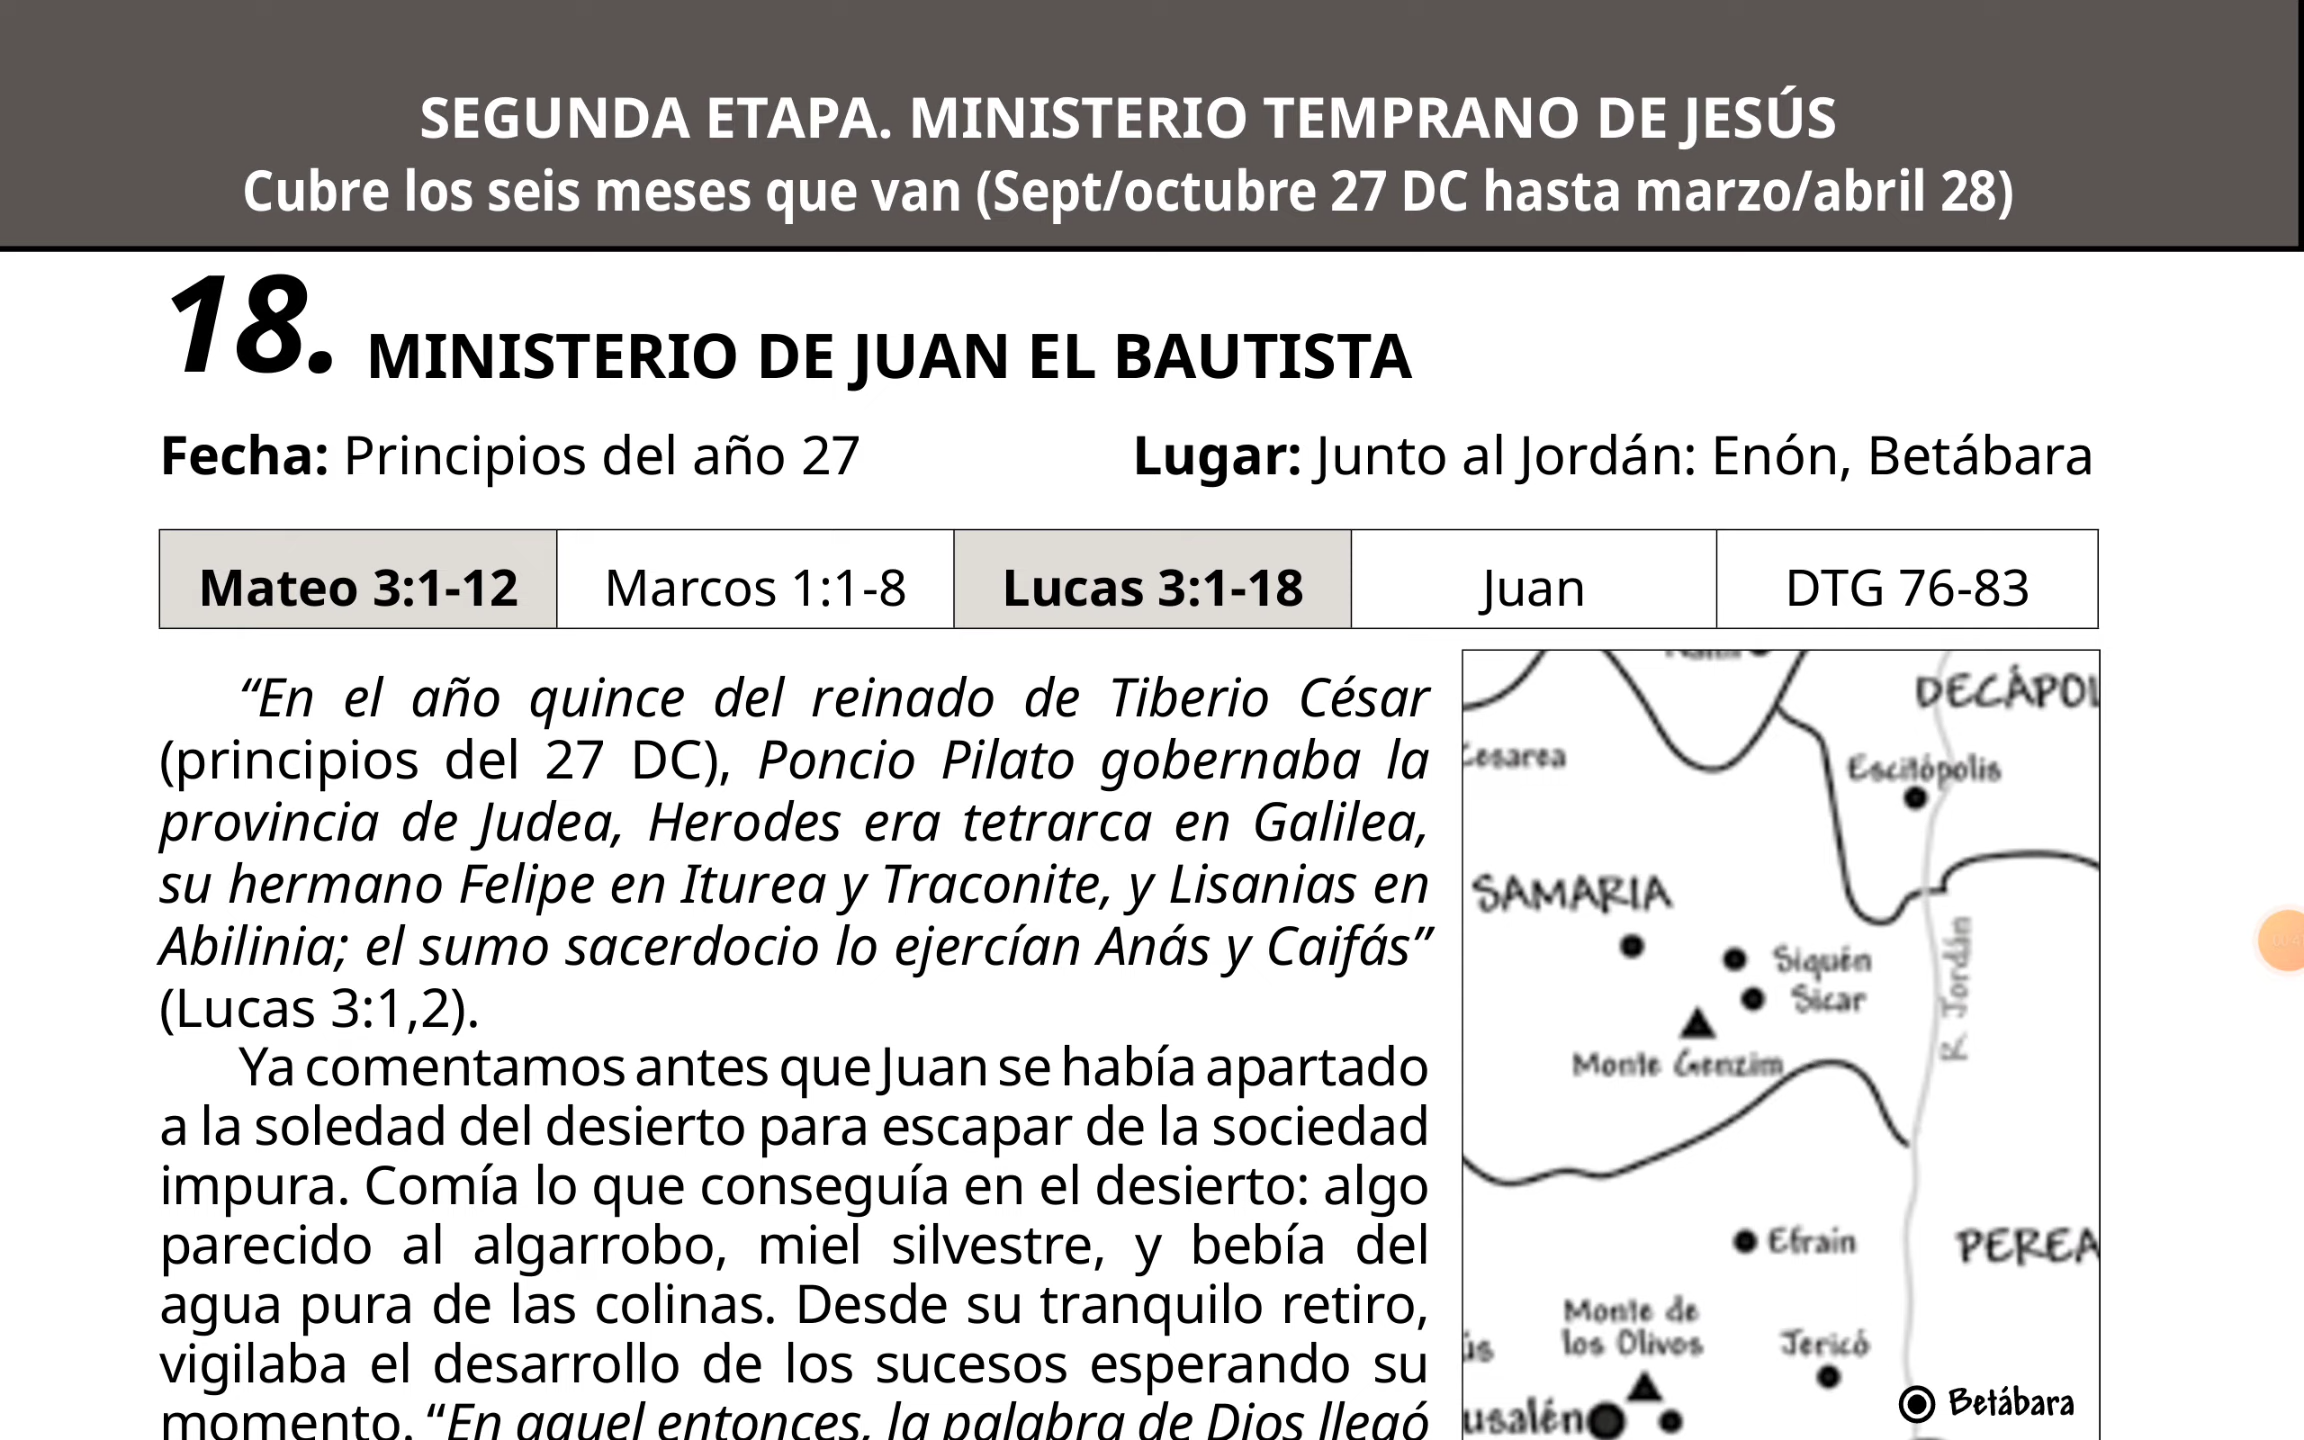 SEGUNDA ETAPA. MINISTERIO TEMPRANO DE JESÚS
Cubre los seis meses que van (Sept/octubre 27 DC hasta marzo/abril 28)
18. MINISTERIO DE JUAN EL BAUTISTA
Fecha: Principios del año 27
Lugar: Junto al Jordán: Enón, Betábara
Mateo 3:1-12
Marcos 1:1-8
Lucas 3:1-18
Juan
DTG 76-83
“En el año quince del reinado de Tiberio César
(principios del 27 DC), Poncio Pilato gobernaba la
provincia de Judea, Herodes era tetrarca en Galilea,
su hermano Felipe en Iturea y Traconite, y Lisanias en
Abilinia; el sumo sacerdocio lo ejercían Anás y Caifás”
(Lucas 3:1,2).
Ya comentamos antes que Juan se había apartado
a la soledad del desierto para escapar de la sociedad
impura. Comía lo que conseguía en el desierto: algo
parecido al algarrobo, miel silvestre, y bebía del
agua pura de las colinas. Desde su tranquilo retiro,
vigilaba el desarrollo de los sucesos esperando su
momento. “En aquel entonces, la palabra de Dios llegó
DECÁPOL
Cesarea
Escitópolis
SAMARIA
Siquén
Sicar
R. Jordán
Monte Gerizim
Efrain
PEREA
Monte de
los Olivos
Jericó
ús
usalén
Betábara